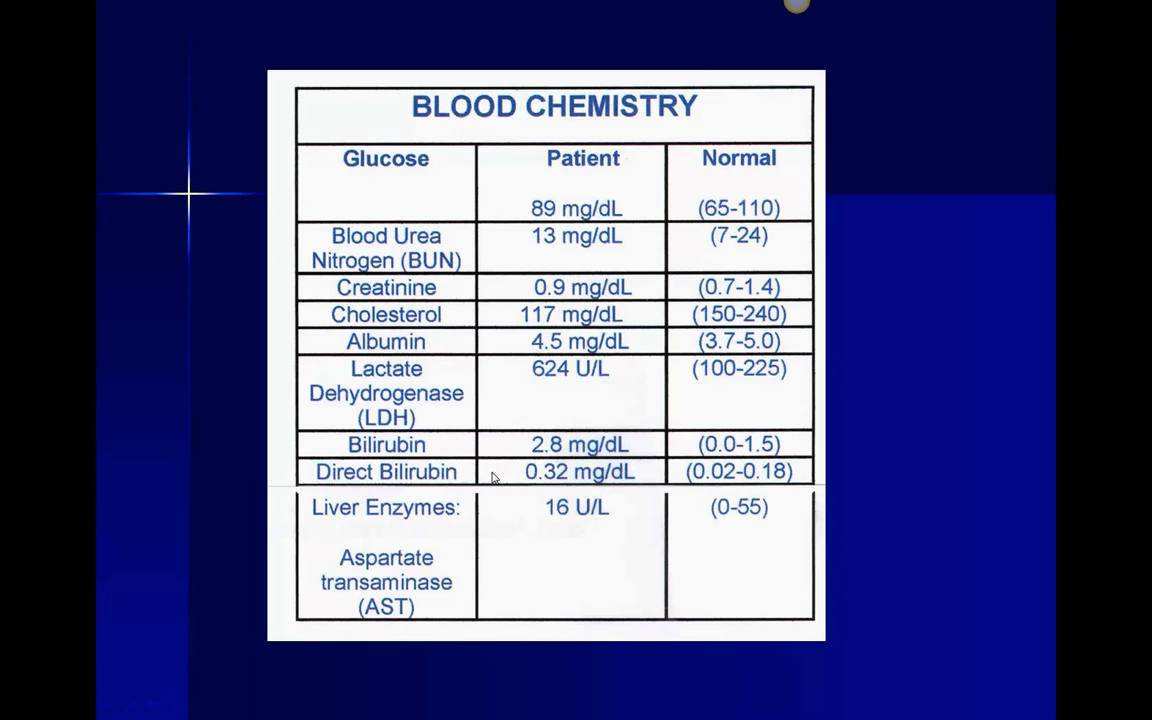 BLOOD CHEMISTRY
Glucose Patient Normal
89 mg/dL (65-110)
Blood Urea 13 mg/dL (7-24)
Nitrogen (BUN)
Creatinine 0.9 mg/dL (0.7-1.4)
Cholesterol 117 mg/dL (150-240)
Albumin 4.5 mg/dL (3.7-5.0)
Lactate 624 U/L (100-225)
Dehydrogenase
(LDH)
Bilirubin 2.8 mg/dL (0.0-1.5)
Direct Bilirubin 0.32 mg/dL (0.02-0.18)
Liver Enzymes: 16 U/L (0-55)
Aspartate
transaminase
(AST)